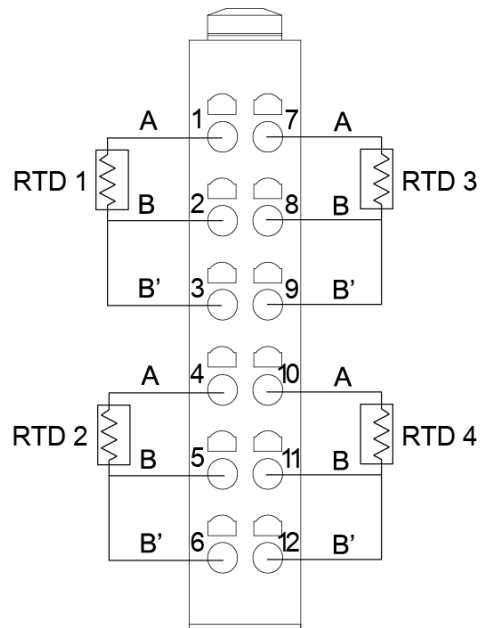 A 1 7 A
RTD 1 RTD 3
B 2 8 B
B’ 3 9 B’
A 4 10 A
RTD 2 RTD 4
B 5 11 B
B’ 6 12 B’